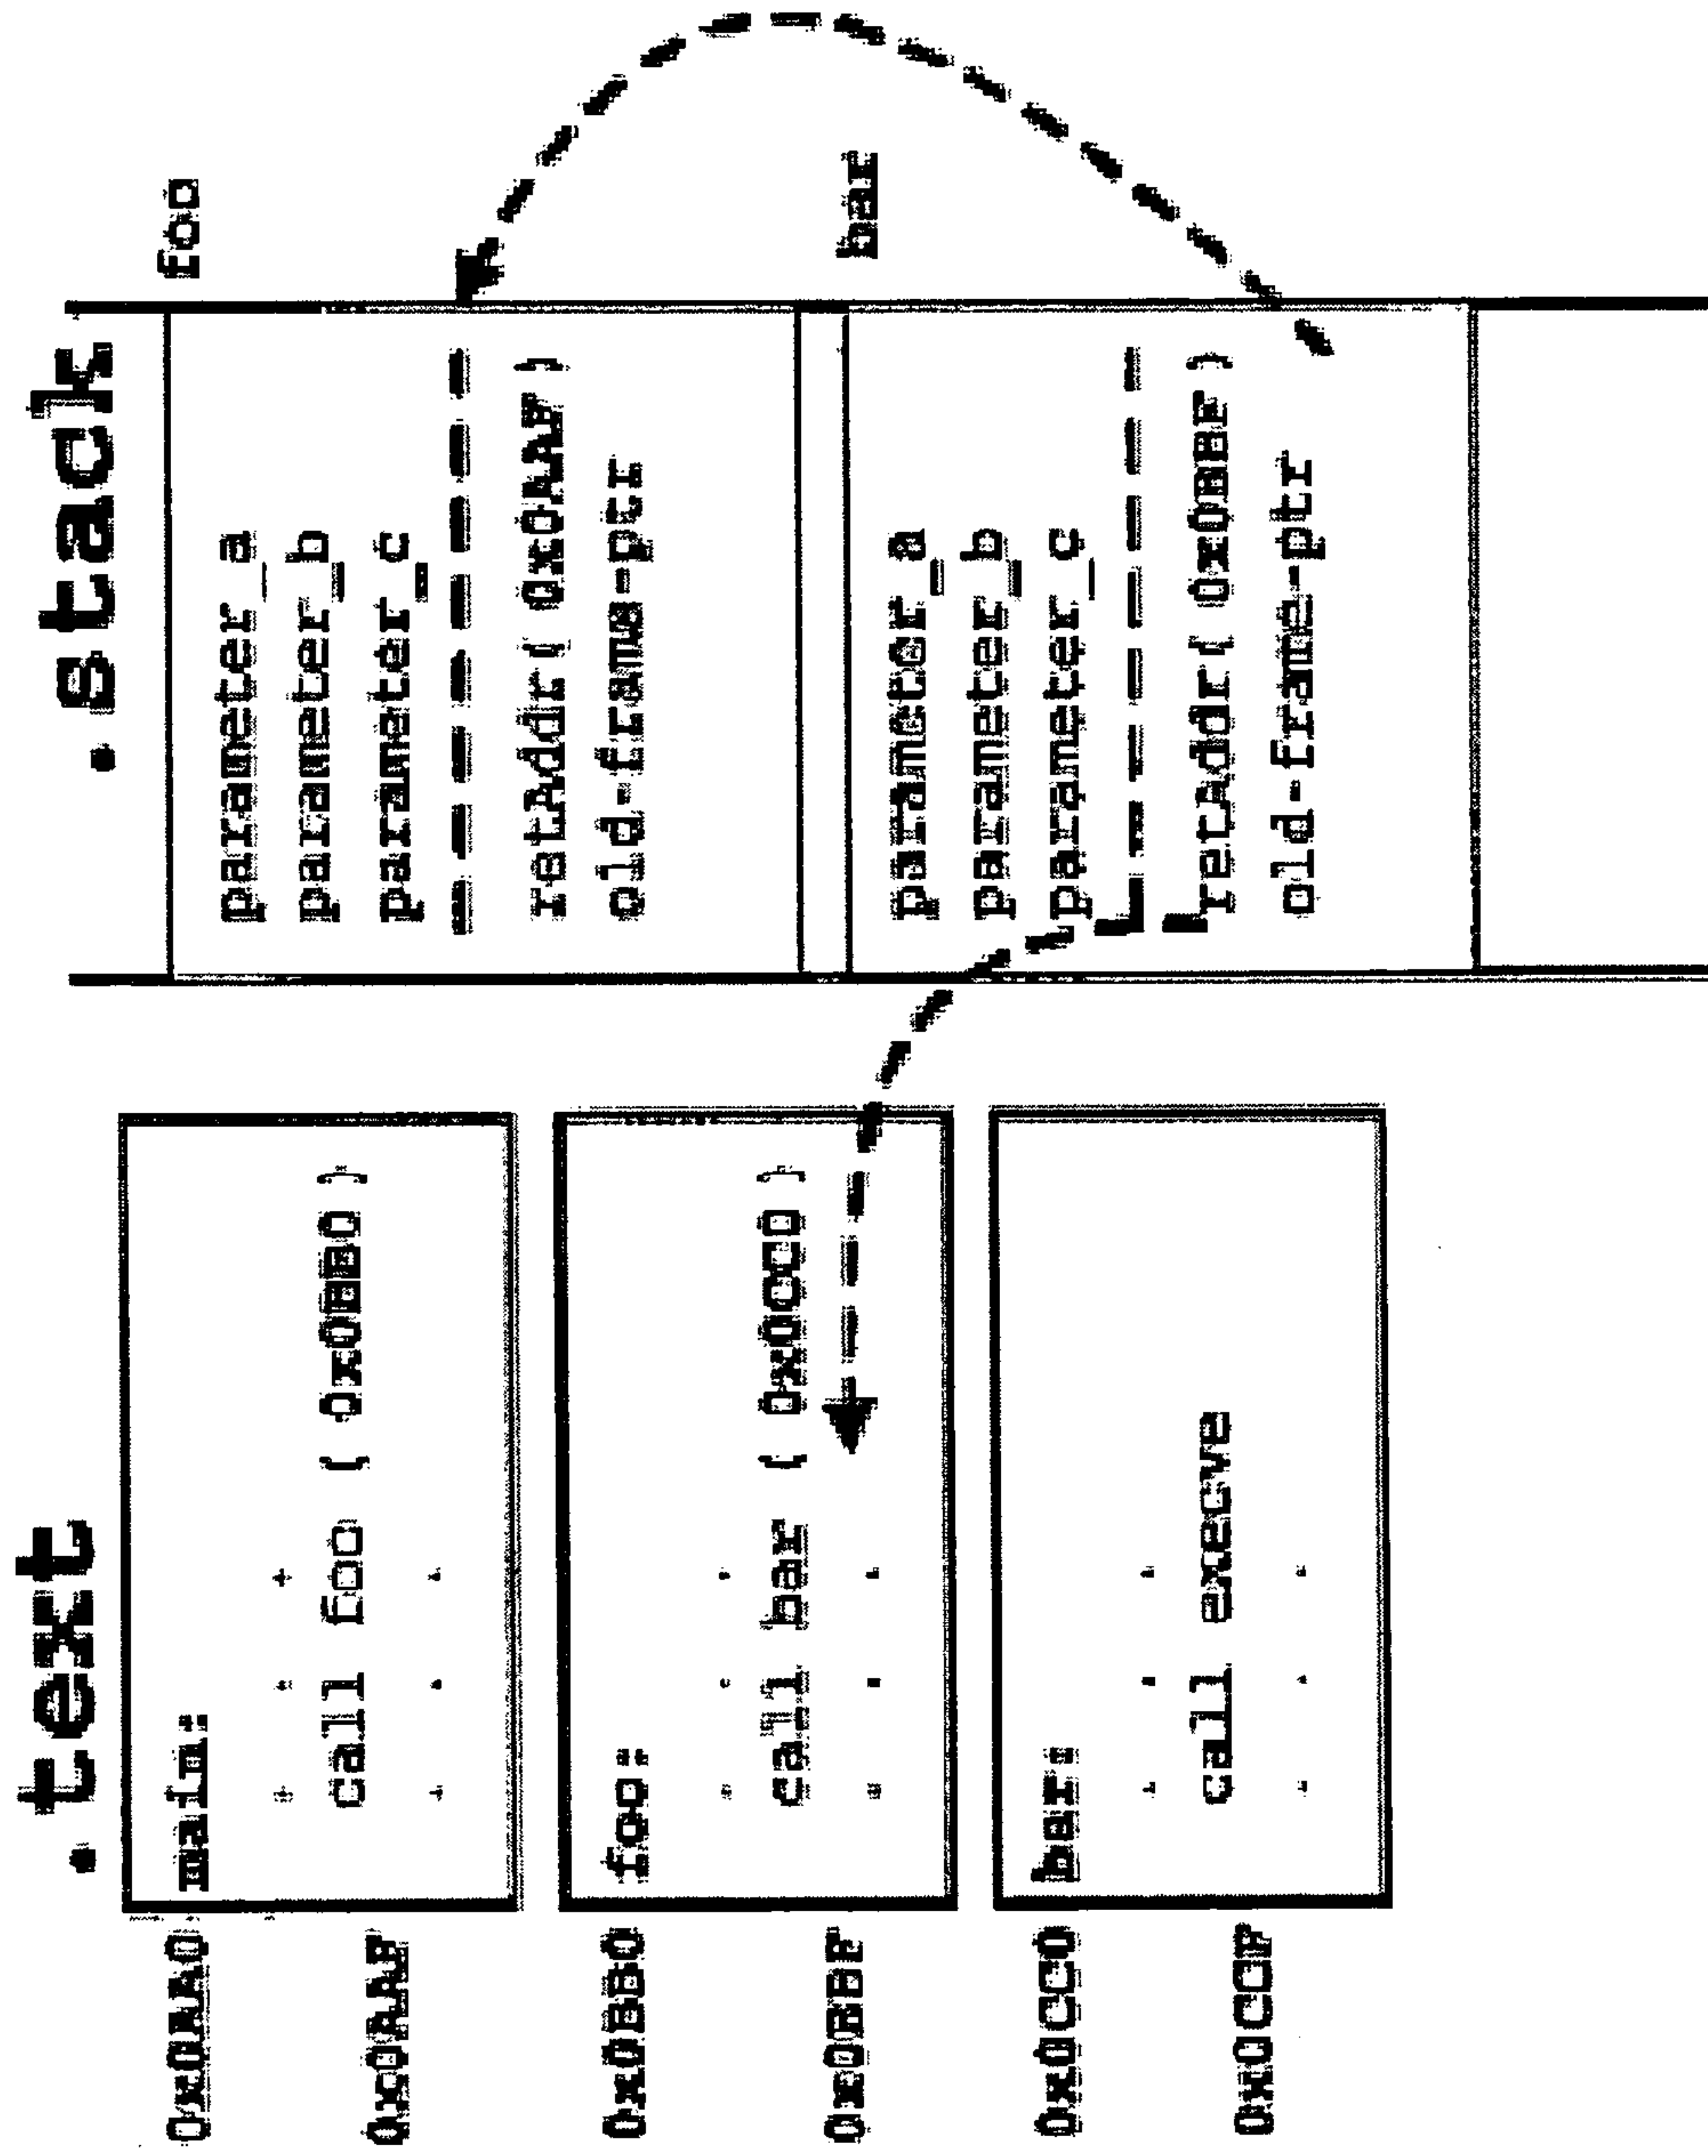 .text
0x0AA0 main:
. . .
call foo ( 0x0BB0 )
0x0AAF . . .
0x0BB0 foo:
. . .
call bar ( 0x0CC0 )
0x0BBF . . .
0x0CC0 bar:
. . .
call execve
0x0CCF . . .
.stack
foo
parameter_a
parameter_b
parameter_c
retAddr( 0x0AAF )
old-frame-ptr
bar
parameter_a
parameter_b
parameter_c
retAddr( 0x0BBF )
old-frame-ptr